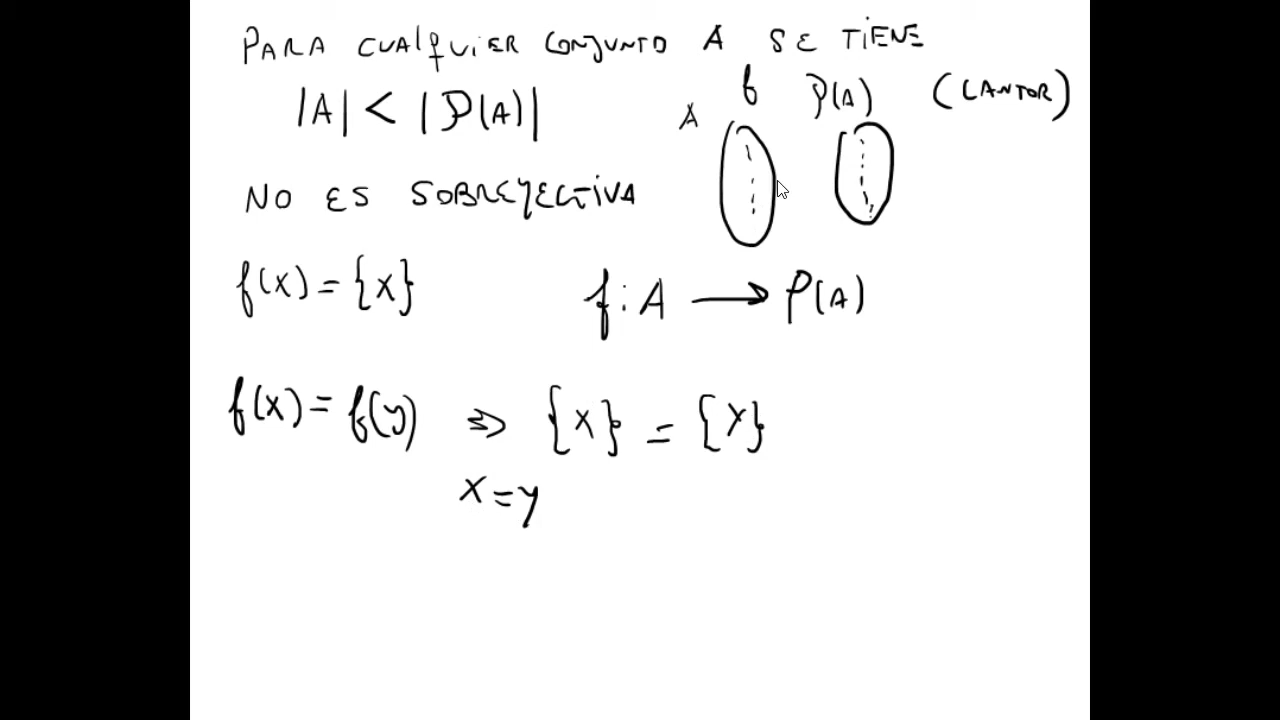 PARA CUALQUIER CONJUNTO A SE TIENE
|A| < |P(A)|
A f P(A) (CANTOR)
NO ES SOBREYECTIVA
f(x) = {x}
f : A → P(A)
f(x) = f(y) ⇒ {x} = {y}
x = y